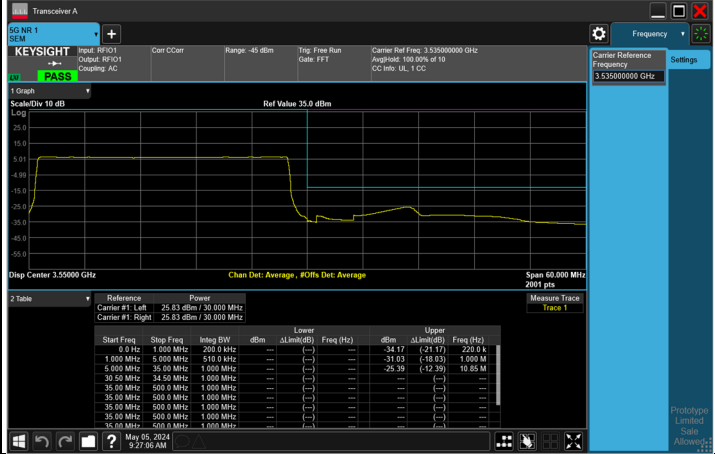 Transceiver A
5G NR 1
SEM
Frequency
KEYSIGHT
Input: RFIO1
Output: RFIO1
Coupling: AC
Corr CCorr
Range: -45 dBm
Trig: Free Run
Gate: FFT
Carrier Ref Freq: 3.535000000 GHz
Avg|Hold: 100.00% of 10
CC Info: UL, 1 CC
LXI
PASS
Carrier Reference
Frequency
3.535000000 GHz
Settings
1 Graph
Scale/Div 10 dB
Ref Value 35.0 dBm
Log
25.0
15.0
5.01
-4.99
-15.0
-25.0
-35.0
-45.0
-55.0
Disp Center 3.55000 GHz
Chan Det: Average , #Offs Det: Average
Span 60.000 MHz
2001 pts
2 Table
Reference Power
Carrier #1: Left 25.83 dBm / 30.000 MHz
Carrier #1: Right 25.83 dBm / 30.000 MHz
Measure Trace
Trace 1
Lower Upper
Start Freq Stop Freq Integ BW dBm ΔLimit(dB) Freq (Hz) dBm ΔLimit(dB) Freq (Hz)
0.0 Hz 1.000 MHz 200.0 kHz --- (---) --- -34.17 (-21.17) 220.0 k
1.000 MHz 5.000 MHz 510.0 kHz --- (---) --- -31.03 (-18.03) 1.000 M
5.000 MHz 35.00 MHz 1.000 MHz --- (---) --- -25.39 (-12.39) 10.85 M
30.50 MHz 34.50 MHz 1.000 MHz --- (---) --- --- (---) ---
35.00 MHz 500.0 MHz 1.000 MHz --- (---) --- --- (---) ---
35.00 MHz 500.0 MHz 1.000 MHz --- (---) --- --- (---) ---
35.00 MHz 500.0 MHz 1.000 MHz --- (---) --- --- (---) ---
35.00 MHz 500.0 MHz 1.000 MHz --- (---) --- --- (---) ---
35.00 MHz 500.0 MHz 1.000 MHz --- (---) --- --- (---) ---
Prototype
Limited
Sale
Allowed
May 05, 2024
9:27:06 AM